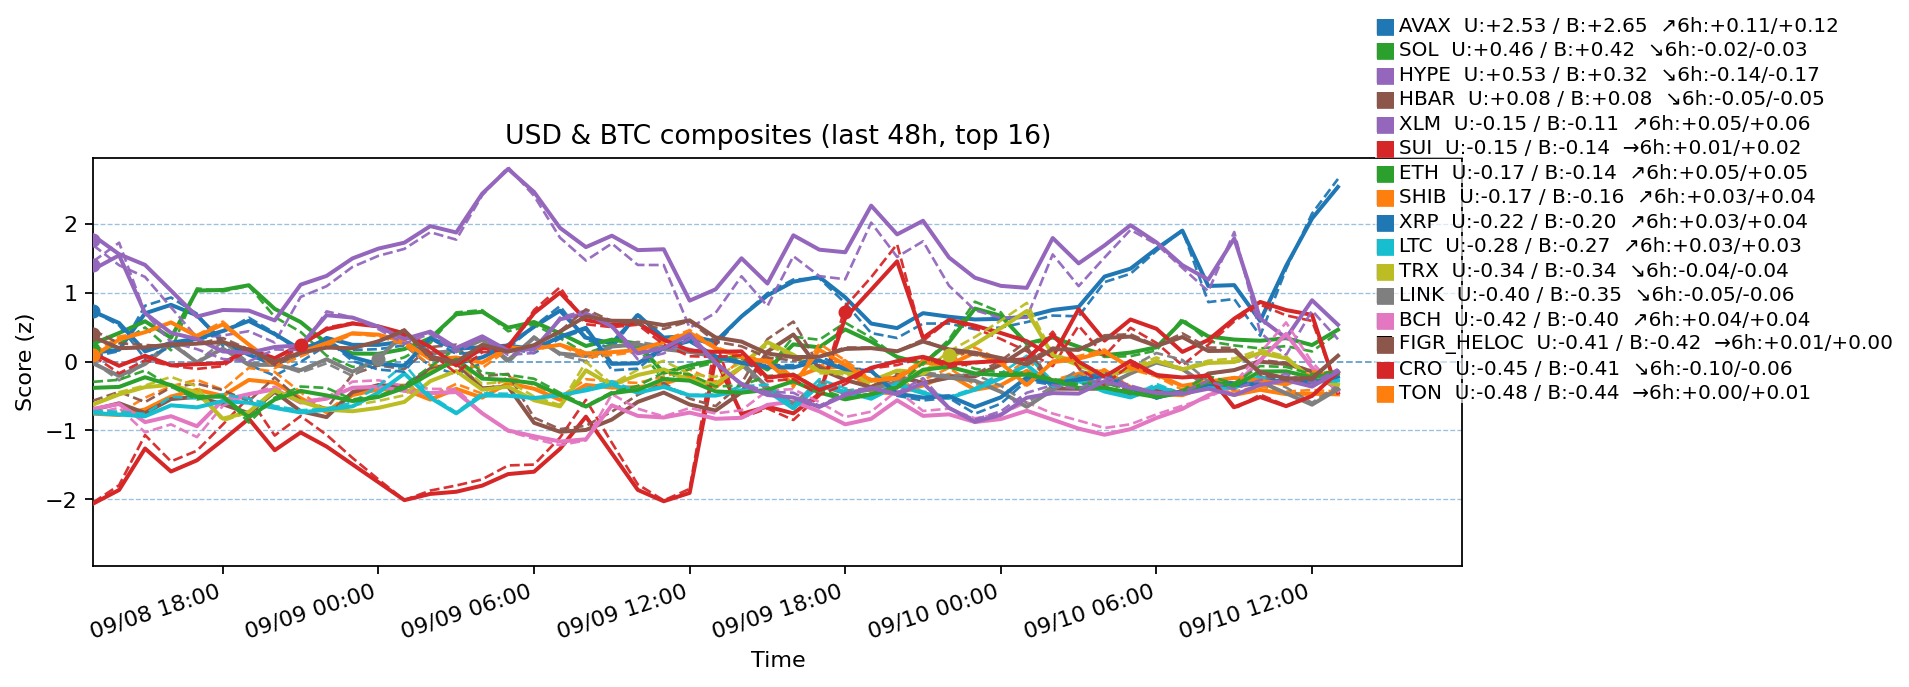 AVAX  U:+2.53 / B:+2.65  ↗6h:+0.11/+0.12
SOL  U:+0.46 / B:+0.42  ↘6h:-0.02/-0.03
HYPE  U:+0.53 / B:+0.32  ↘6h:-0.14/-0.17
HBAR  U:+0.08 / B:+0.08  ↘6h:-0.05/-0.05
XLM  U:-0.15 / B:-0.11  ↗6h:+0.05/+0.06
SUI  U:-0.15 / B:-0.14  →6h:+0.01/+0.02
ETH  U:-0.17 / B:-0.14  ↗6h:+0.05/+0.05
SHIB  U:-0.17 / B:-0.16  ↗6h:+0.03/+0.04
XRP  U:-0.22 / B:-0.20  ↗6h:+0.03/+0.04
LTC  U:-0.28 / B:-0.27  ↗6h:+0.03/+0.03
TRX  U:-0.34 / B:-0.34  ↘6h:-0.04/-0.04
LINK  U:-0.40 / B:-0.35  ↘6h:-0.05/-0.06
BCH  U:-0.42 / B:-0.40  ↗6h:+0.04/+0.04
FIGR_HELOC  U:-0.41 / B:-0.42  →6h:+0.01/+0.00
CRO  U:-0.45 / B:-0.41  ↘6h:-0.10/-0.06
TON  U:-0.48 / B:-0.44  →6h:+0.00/+0.01
USD & BTC composites (last 48h, top 16)
Score (z)
2
1
0
−1
−2
09/08 18:00
09/09 00:00
09/09 06:00
09/09 12:00
09/09 18:00
09/10 00:00
09/10 06:00
09/10 12:00
Time